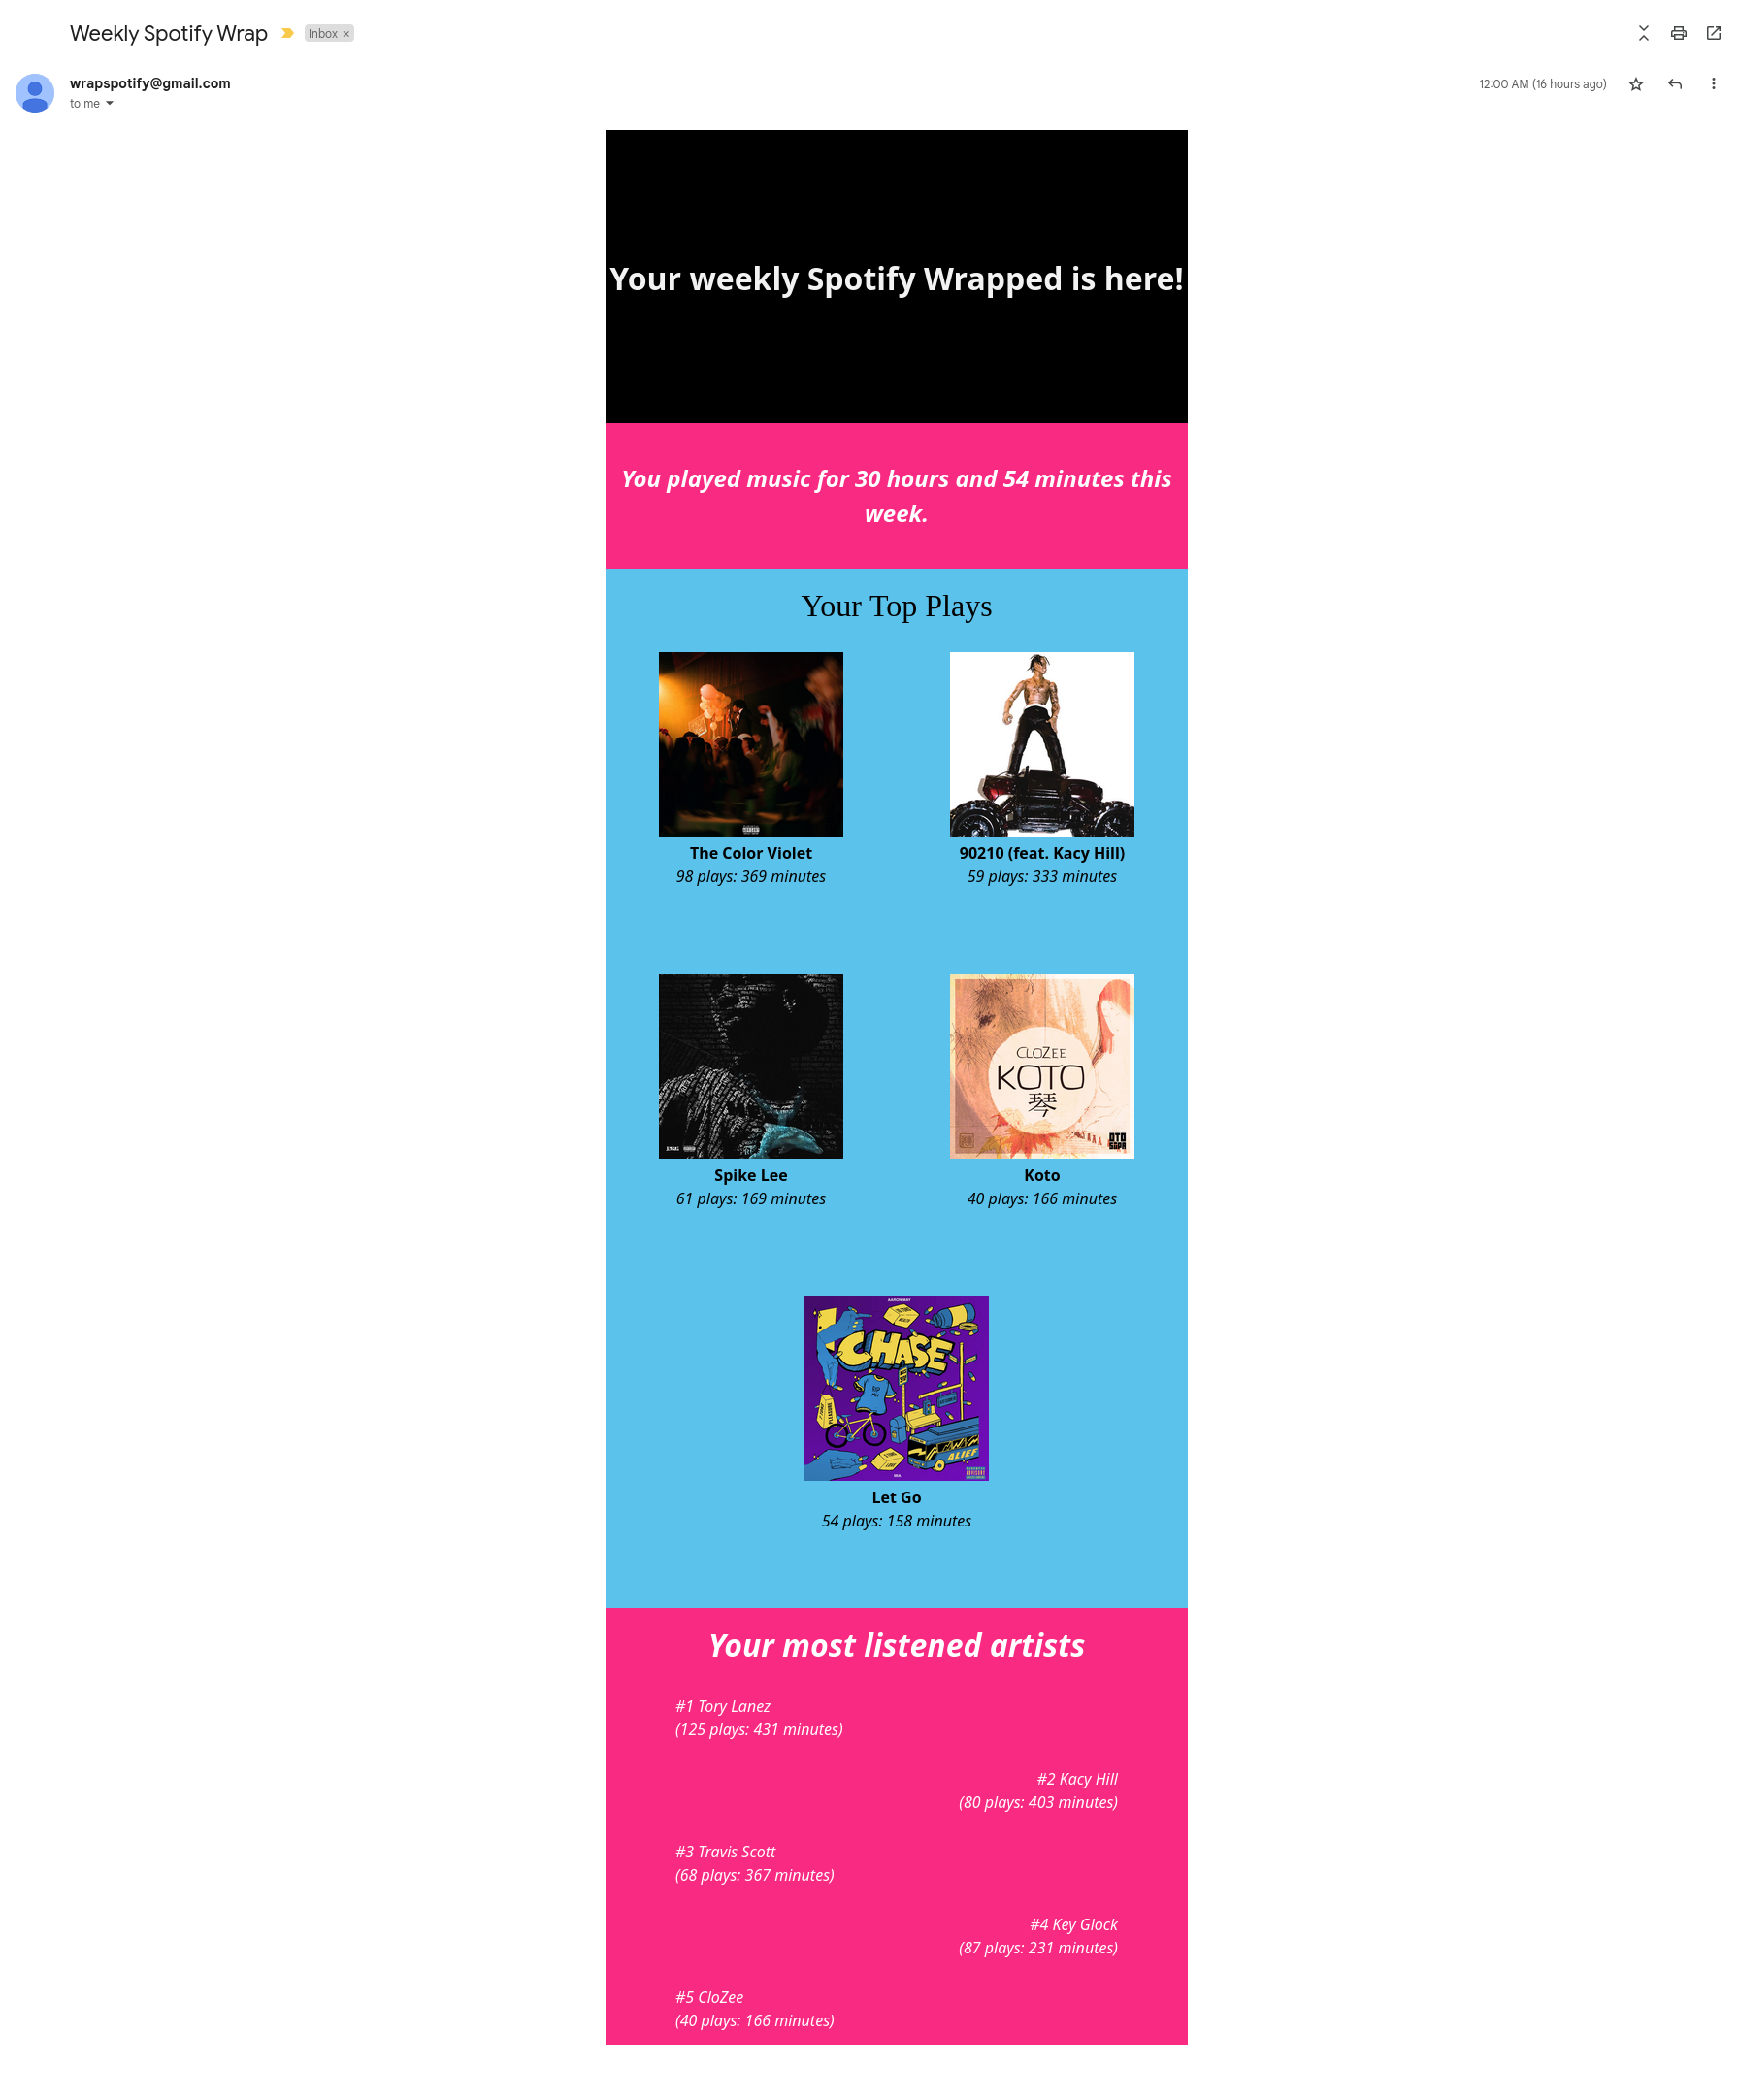 Weekly Spotify Wrap
Inbox ×
wrapspotify@gmail.com
12:00 AM (16 hours ago)
to me
Your weekly Spotify Wrapped is here!
You played music for 30 hours and 54 minutes this
week.
Your Top Plays
The Color Violet
98 plays: 369 minutes
90210 (feat. Kacy Hill)
59 plays: 333 minutes
CLOZEE
KOTO
琴
Spike Lee
61 plays: 169 minutes
Koto
40 plays: 166 minutes
AARON MAY
CHASE
ALIEF
Let Go
54 plays: 158 minutes
Your most listened artists
#1 Tory Lanez
(125 plays: 431 minutes)
#2 Kacy Hill
(80 plays: 403 minutes)
#3 Travis Scott
(68 plays: 367 minutes)
#4 Key Glock
(87 plays: 231 minutes)
#5 CloZee
(40 plays: 166 minutes)